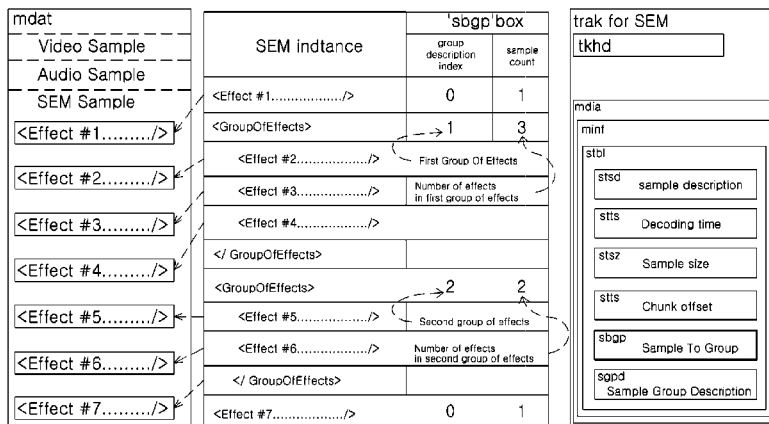 mdat
Video Sample
Audio Sample
SEM Sample
<Effect #1........./>
<Effect #2........./>
<Effect #3........./>
<Effect #4........./>
<Effect #5........./>
<Effect #6........./>
<Effect #7........./>
SEM indtance
'sbgp'box
group
description
index
sample
count
<Effect #1................../> 0 1
<GroupOfEffects> 1 3
<Effect #2................../> First Group Of Effects
<Effect #3................../> Number of effects
in first group of effects
<Effect #4................../>
</ GroupOfEffects>
<GroupOfEffects> 2 2
<Effect #5................../> Second group of effects
<Effect #6................../> Number of effects
in second group of effects
</ GroupOfEffects>
<Effect #7................../> 0 1
trak for SEM
tkhd
mdia
minf
stbl
stsd sample description
stts Decoding time
stsz Sample size
stts Chunk offset
sbgp Sample To Group
sgpd
Sample Group Description